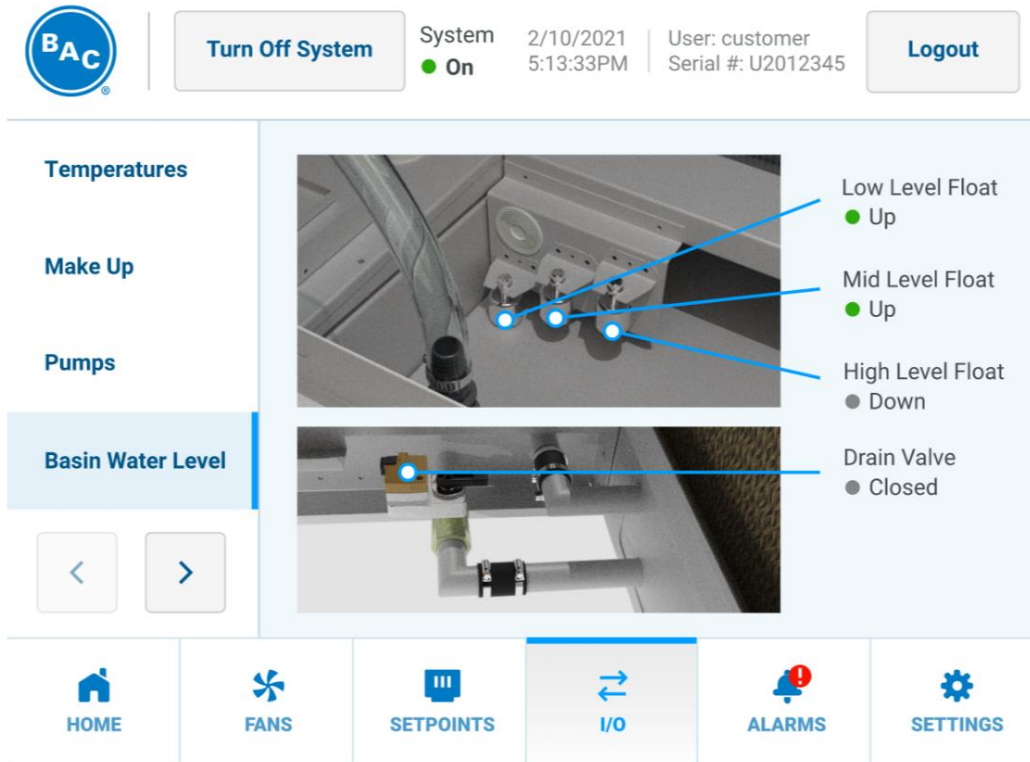 BAC
®
Turn Off System
System
On
2/10/2021
5:13:33PM
User: customer
Serial #: U2012345
Logout
Temperatures
Make Up
Pumps
Basin Water Level
Low Level Float
Up
Mid Level Float
Up
High Level Float
Down
Drain Valve
Closed
HOME
FANS
SETPOINTS
I/O
ALARMS
SETTINGS